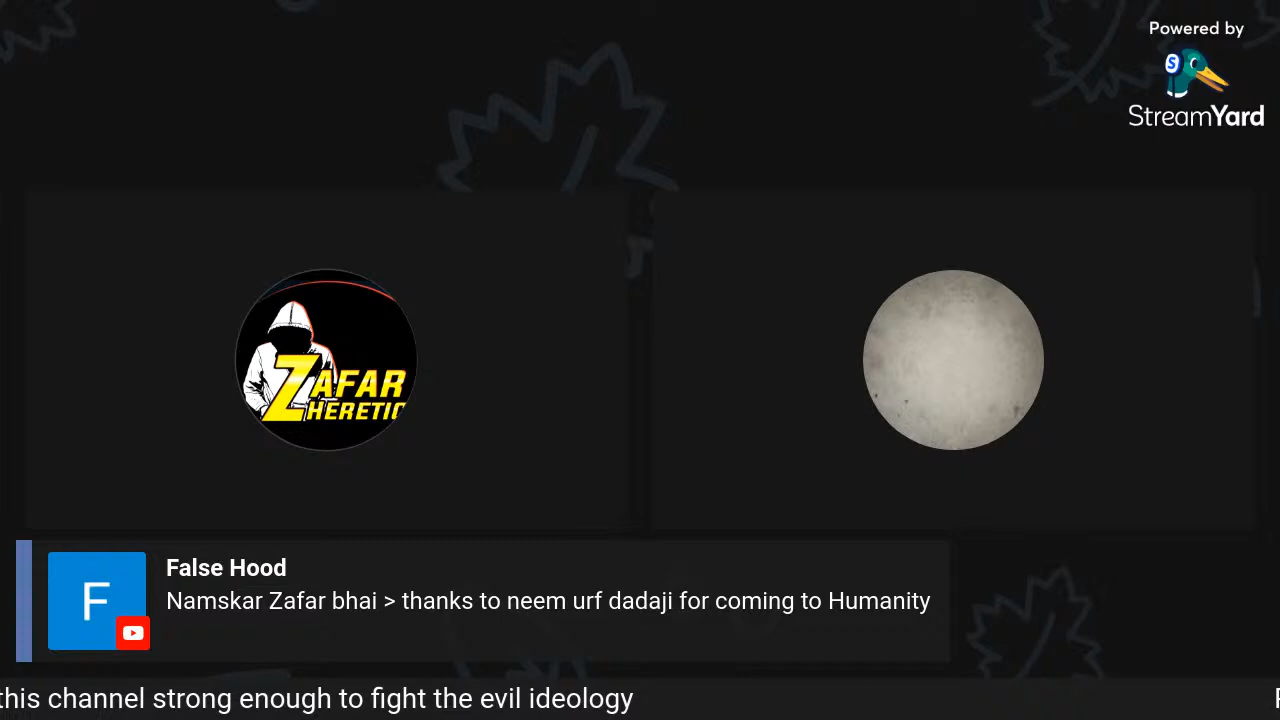 Powered by
S
StreamYard
ZAFAR
HERETIC
F
False Hood
Namskar Zafar bhai > thanks to neem urf dadaji for coming to Humanity
this channel strong enough to fight the evil ideology